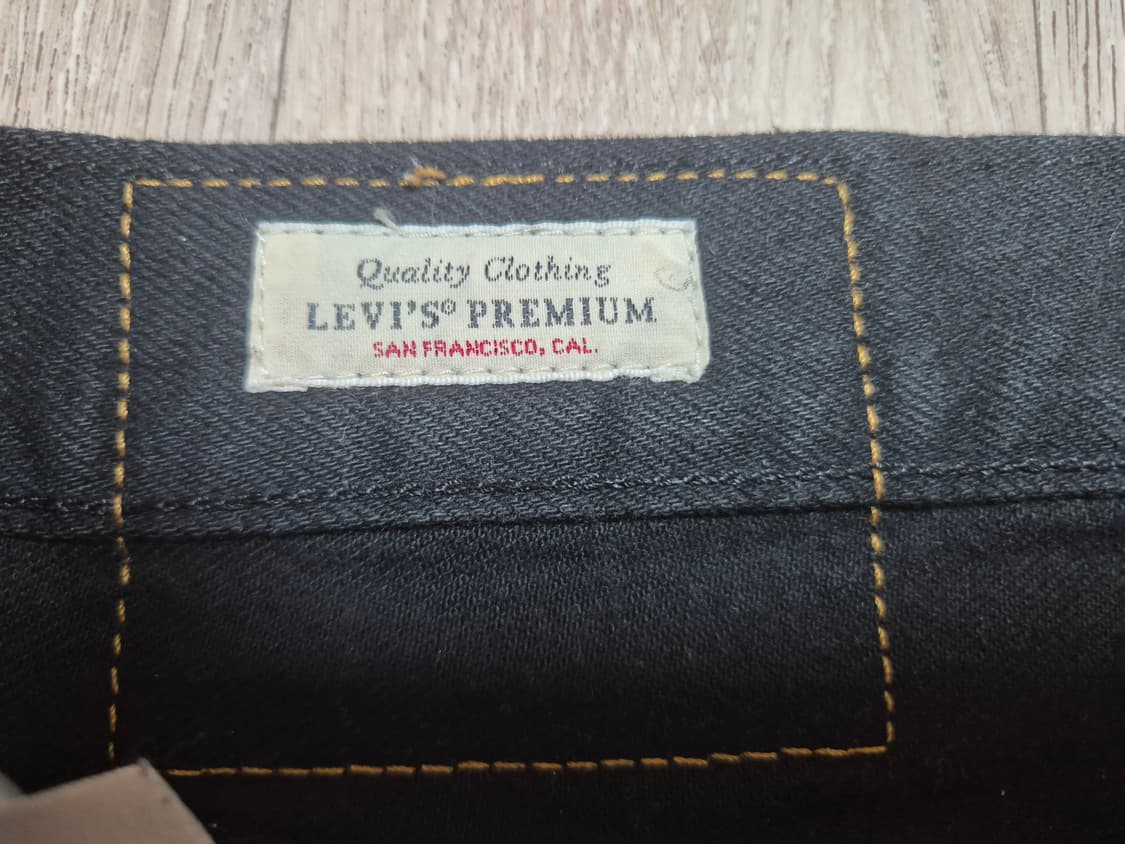 Quality Clothing
LEVI'S® PREMIUM
SAN FRANCISCO, CAL.